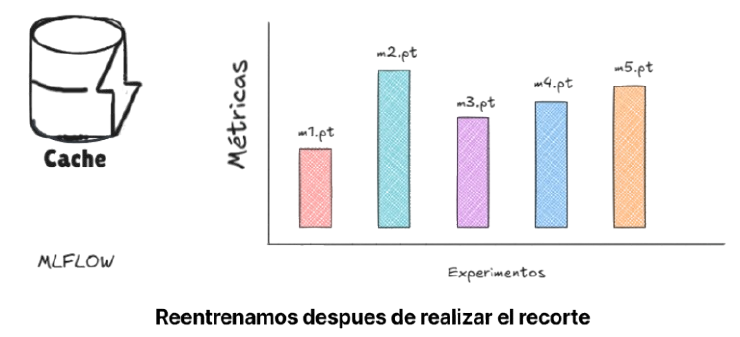 Cache
MLFLOW
Métricas
m1.pt
m2.pt
m3.pt
m4.pt
m5.pt
Experimentos
Reentrenamos despues de realizar el recorte